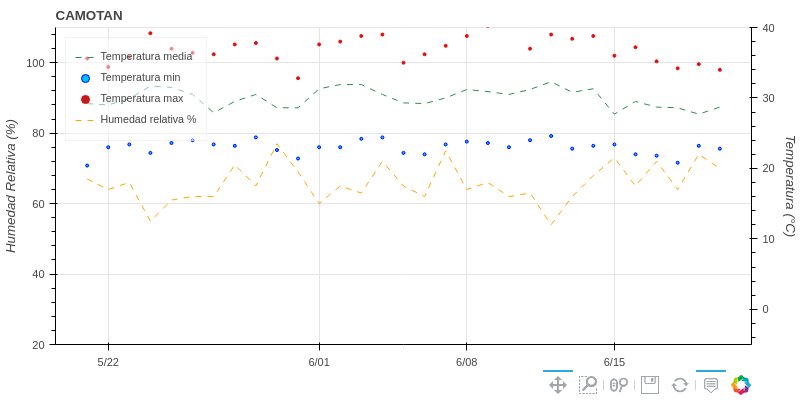 CAMOTAN
Temperatura media
Temperatura min
Temperatura max
Humedad relativa %
Humedad Relativa (%)
100
80
60
40
20
Temperatura (°C)
40
30
20
10
0
5/22
6/01
6/08
6/15